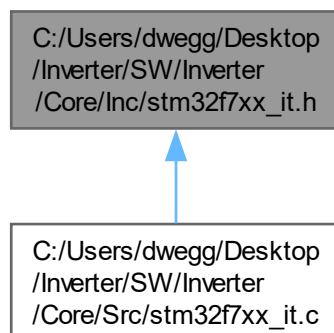 C:/Users/dwegg/Desktop
/Inverter/SW/Inverter
/Core/Inc/stm32f7xx_it.h
C:/Users/dwegg/Desktop
/Inverter/SW/Inverter
/Core/Src/stm32f7xx_it.c